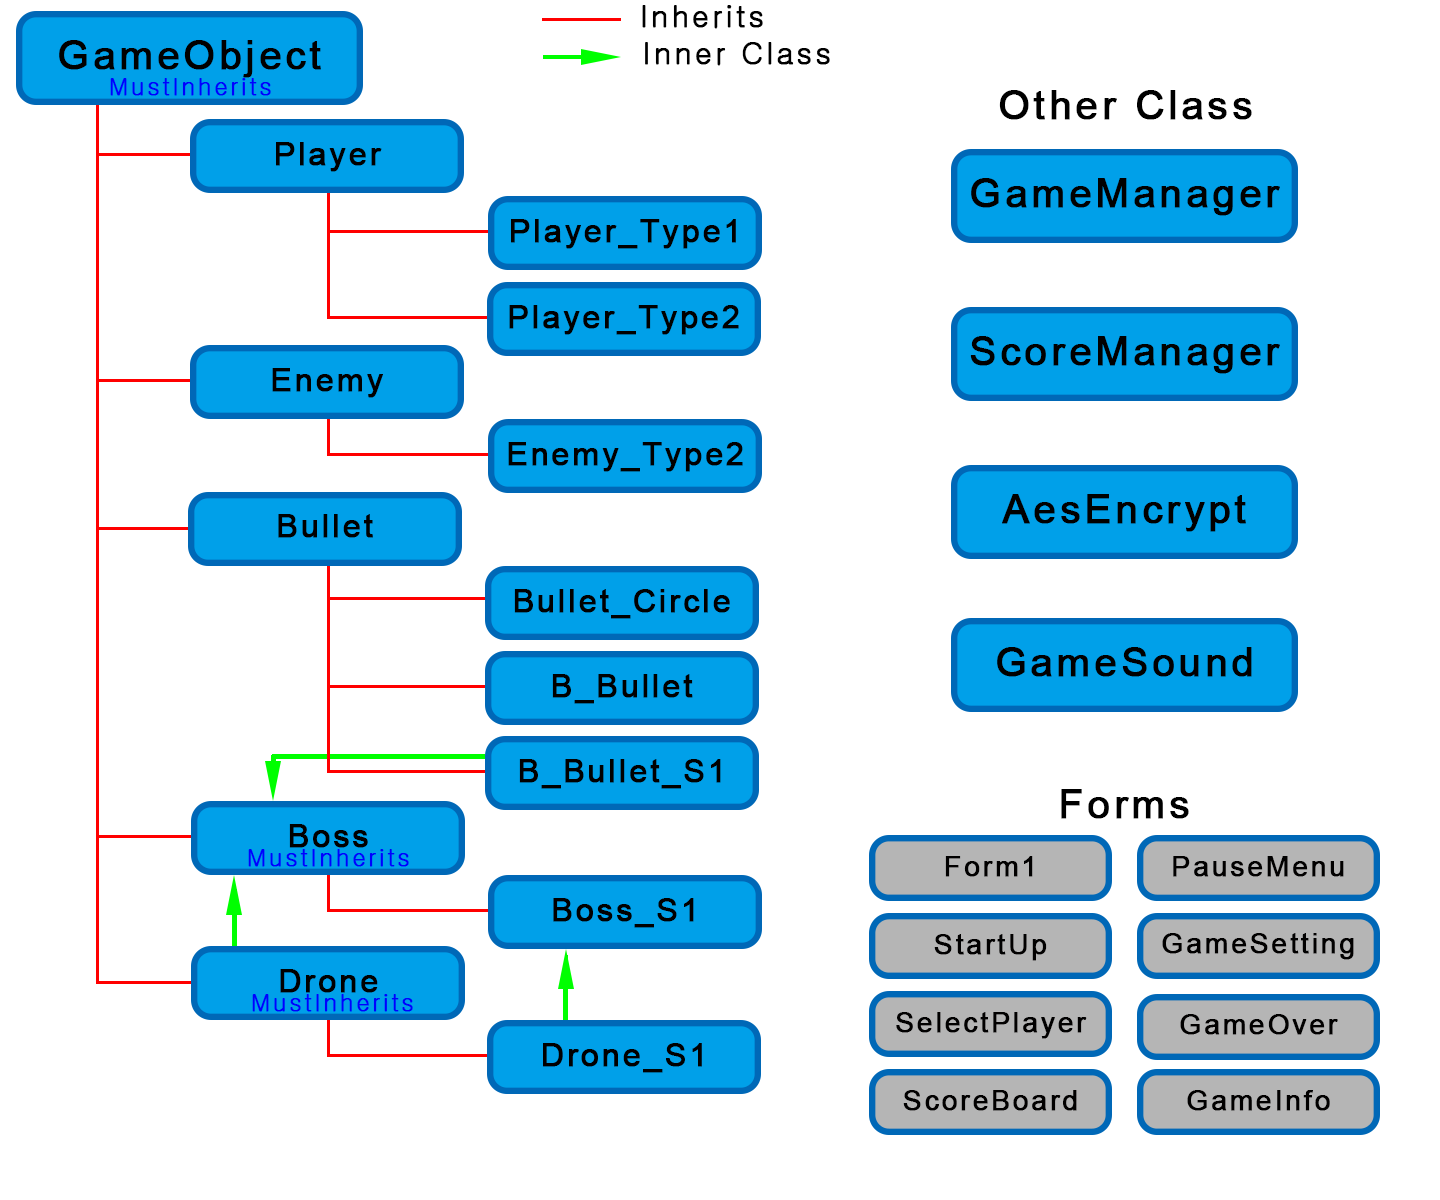 Inherits
Inner Class
GameObject
MustInherits
Player
Player_Type1
Player_Type2
Enemy
Enemy_Type2
Bullet
Bullet_Circle
B_Bullet
B_Bullet_S1
Boss
MustInherits
Boss_S1
Drone
MustInherits
Drone_S1
Other Class
GameManager
ScoreManager
AesEncrypt
GameSound
Forms
Form1
PauseMenu
StartUp
GameSetting
SelectPlayer
GameOver
ScoreBoard
GameInfo